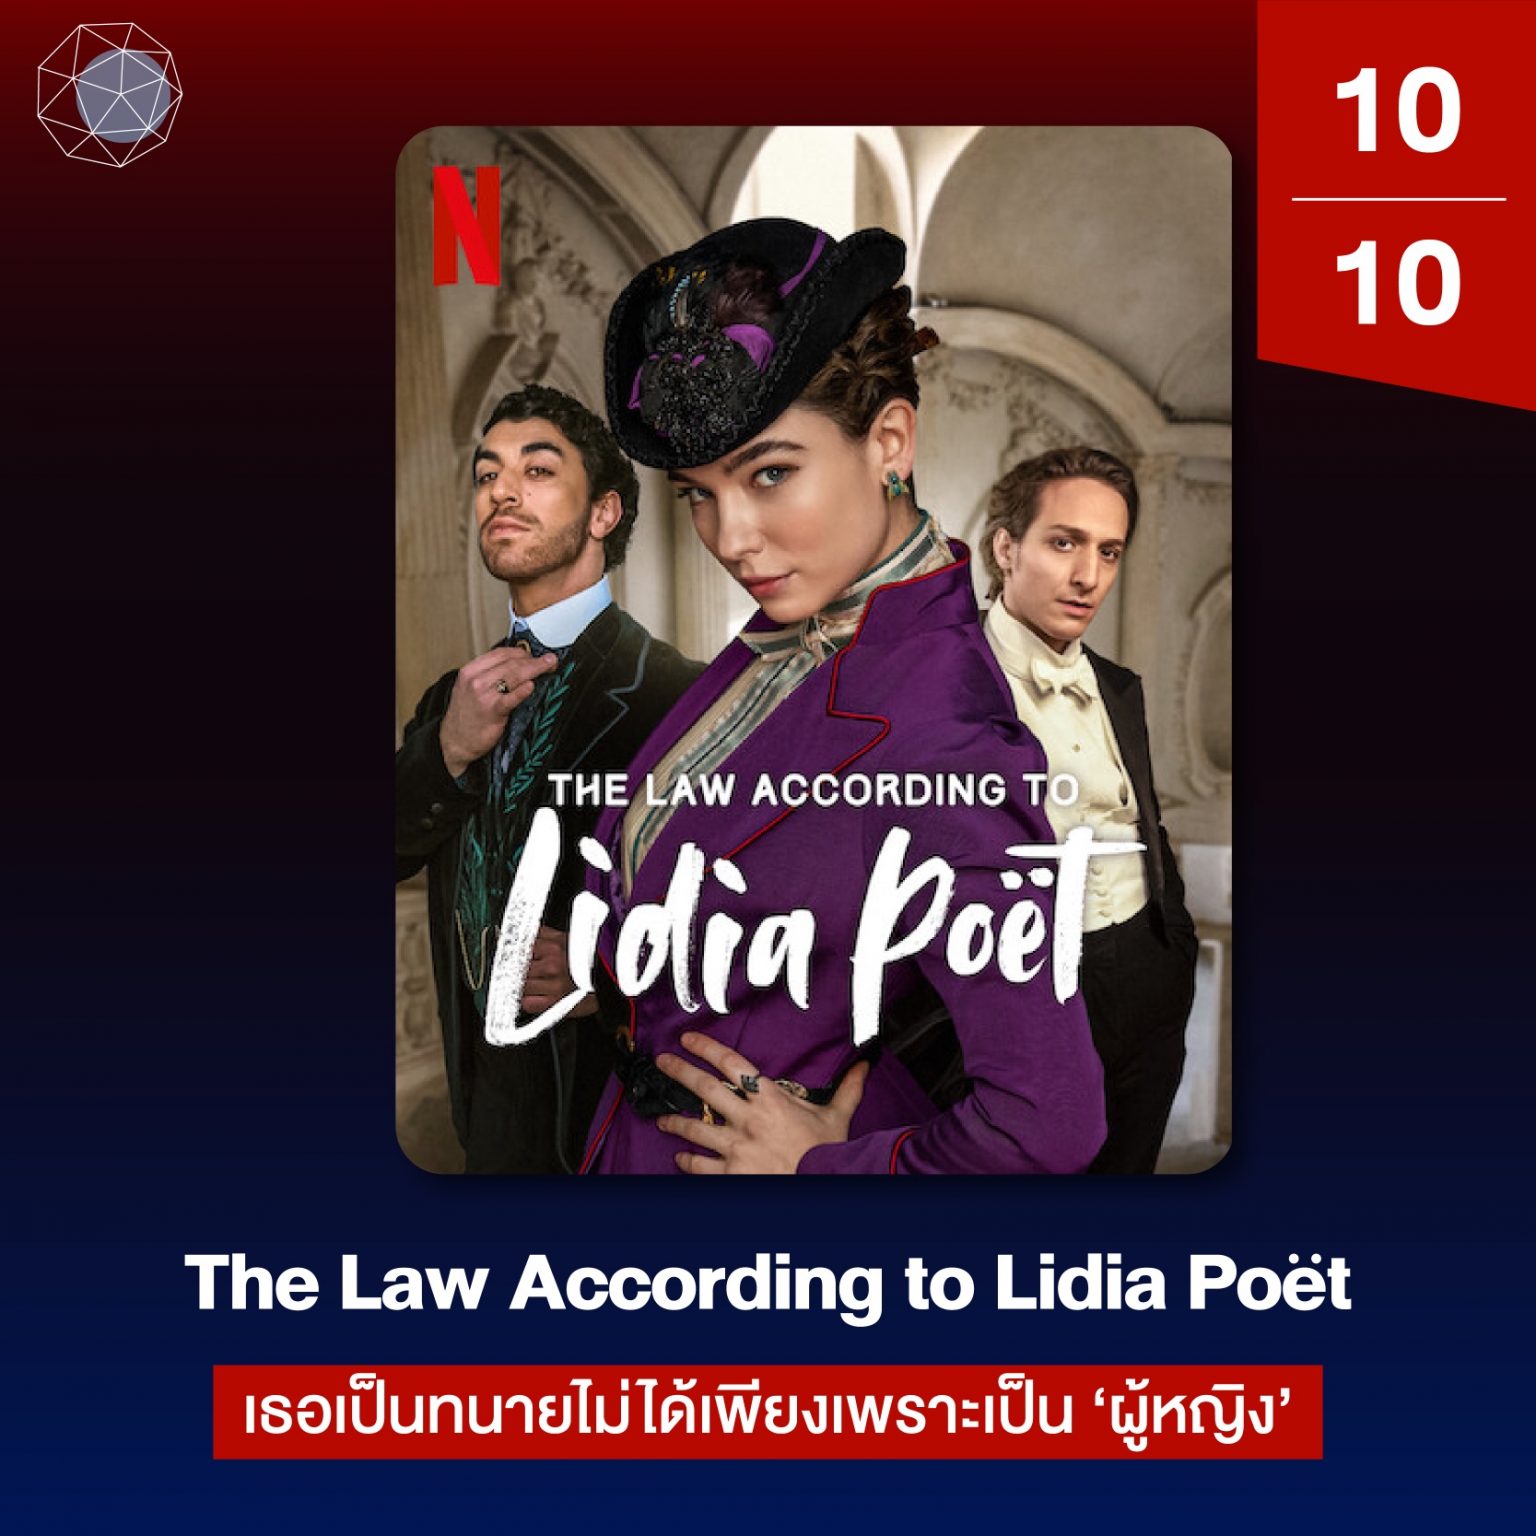 10
10
N
THE LAW ACCORDING TO
Lidia Poët
The Law According to Lidia Poët
เธอเป็นทนายไม่ได้เพียงเพราะเป็น ‘ผู้หญิง’